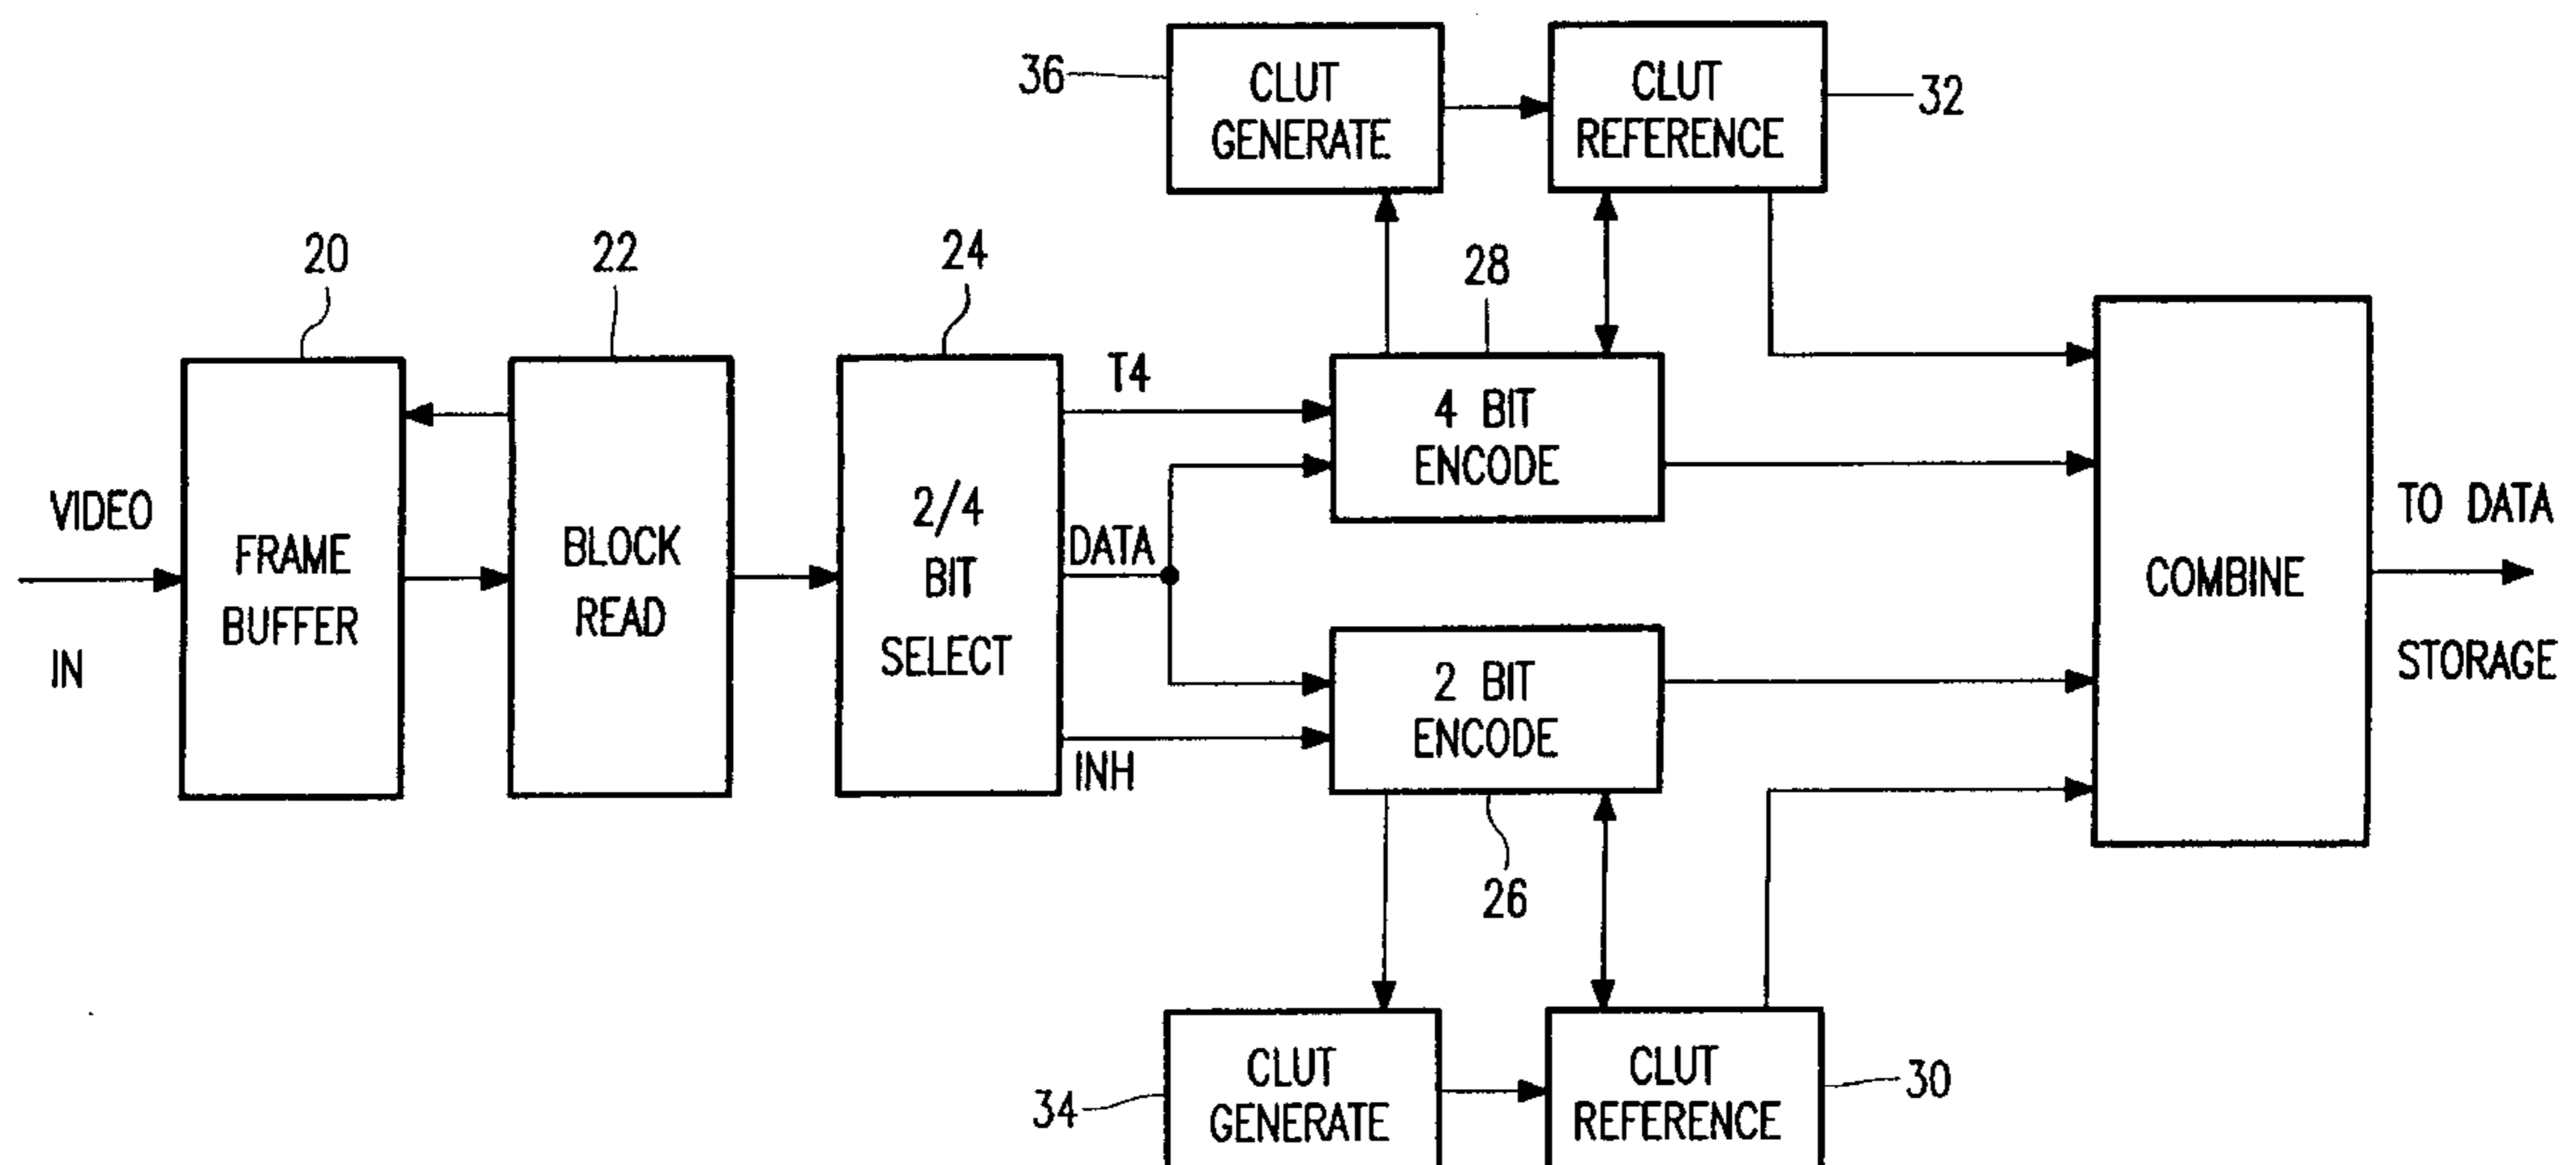 36
CLUT
GENERATE
CLUT
REFERENCE
32
20
22
24
28
VIDEO
IN
FRAME
BUFFER
BLOCK
READ
2/4
BIT
SELECT
T4
DATA
INH
4 BIT
ENCODE
2 BIT
ENCODE
26
COMBINE
TO DATA
STORAGE
34
CLUT
GENERATE
CLUT
REFERENCE
30